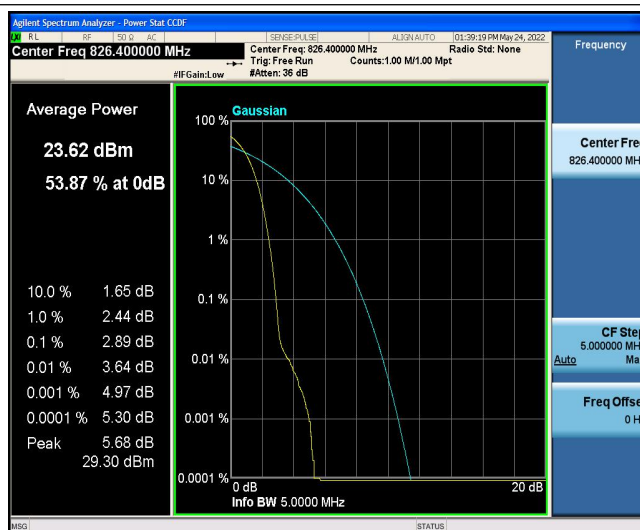 Agilent Spectrum Analyzer - Power Stat CCDF
LXI RL RF 50 Ω AC SENSE:PULSE ALIGN AUTO 01:39:19 PM May 24, 2022
Center Freq 826.400000 MHz
Center Freq: 826.400000 MHz Radio Std: None
Trig: Free Run Counts:1.00 M/1.00 Mpt
#IFGain:Low #Atten: 36 dB
Frequency
Average Power
23.62 dBm
53.87 % at 0dB
10.0 % 1.65 dB
1.0 % 2.44 dB
0.1 % 2.89 dB
0.01 % 3.64 dB
0.001 % 4.97 dB
0.0001 % 5.30 dB
Peak 5.68 dB
29.30 dBm
Gaussian
100 %
10 %
1 %
0.1 %
0.01 %
0.001 %
0.0001 %
0 dB 20 dB
Info BW 5.0000 MHz
Center Fre
826.400000 MH
CF Step
5.000000 MH
Auto Ma
Freq Offse
0 H
MSG STATUS